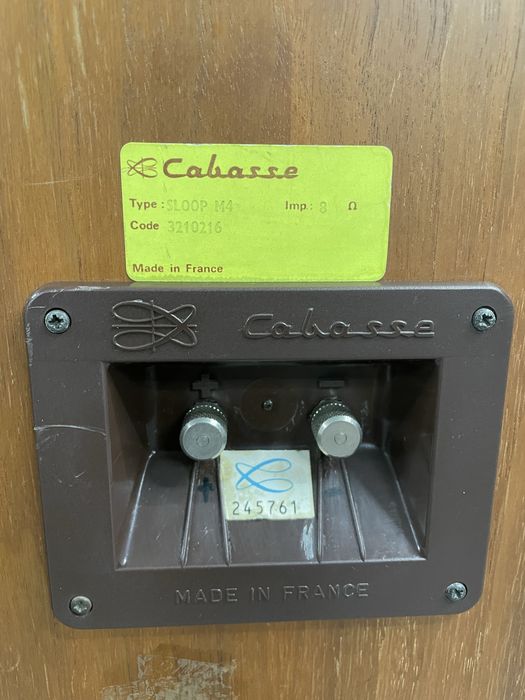 Cabasse
Type : SLOOP M4 Imp.: 8 Ω
Code 3210216
Made in France
Cabasse
+ −
245761
MADE IN FRANCE